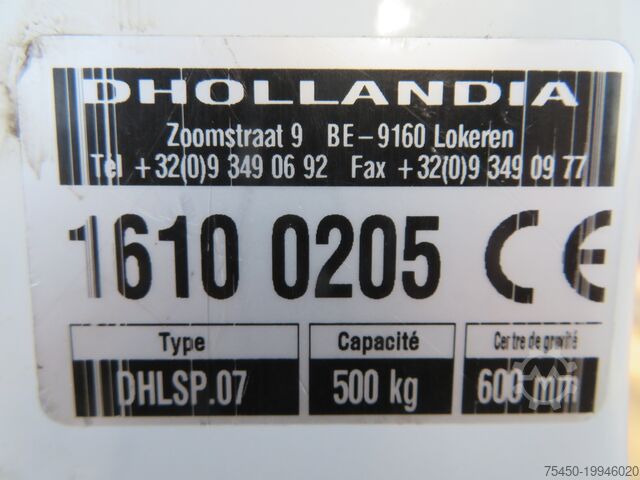 DHOLLANDIA
Zoomstraat 9 BE-9160 Lokeren
Tel +32(0)9 349 06 92 Fax +32(0)9 349 09 77
1610 0205 CE
Type Capacité Centre de gravité
DHLSP.07 500 kg 600 mm
75450-19946020